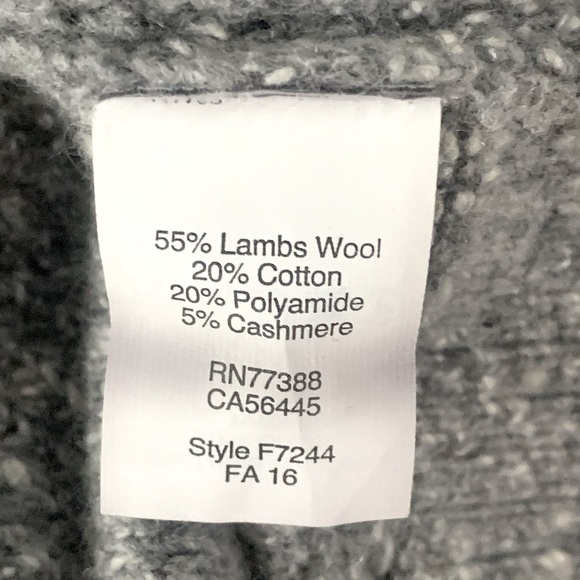 55% Lambs Wool
20% Cotton
20% Polyamide
5% Cashmere
RN77388
CA56445
Style F7244
FA 16